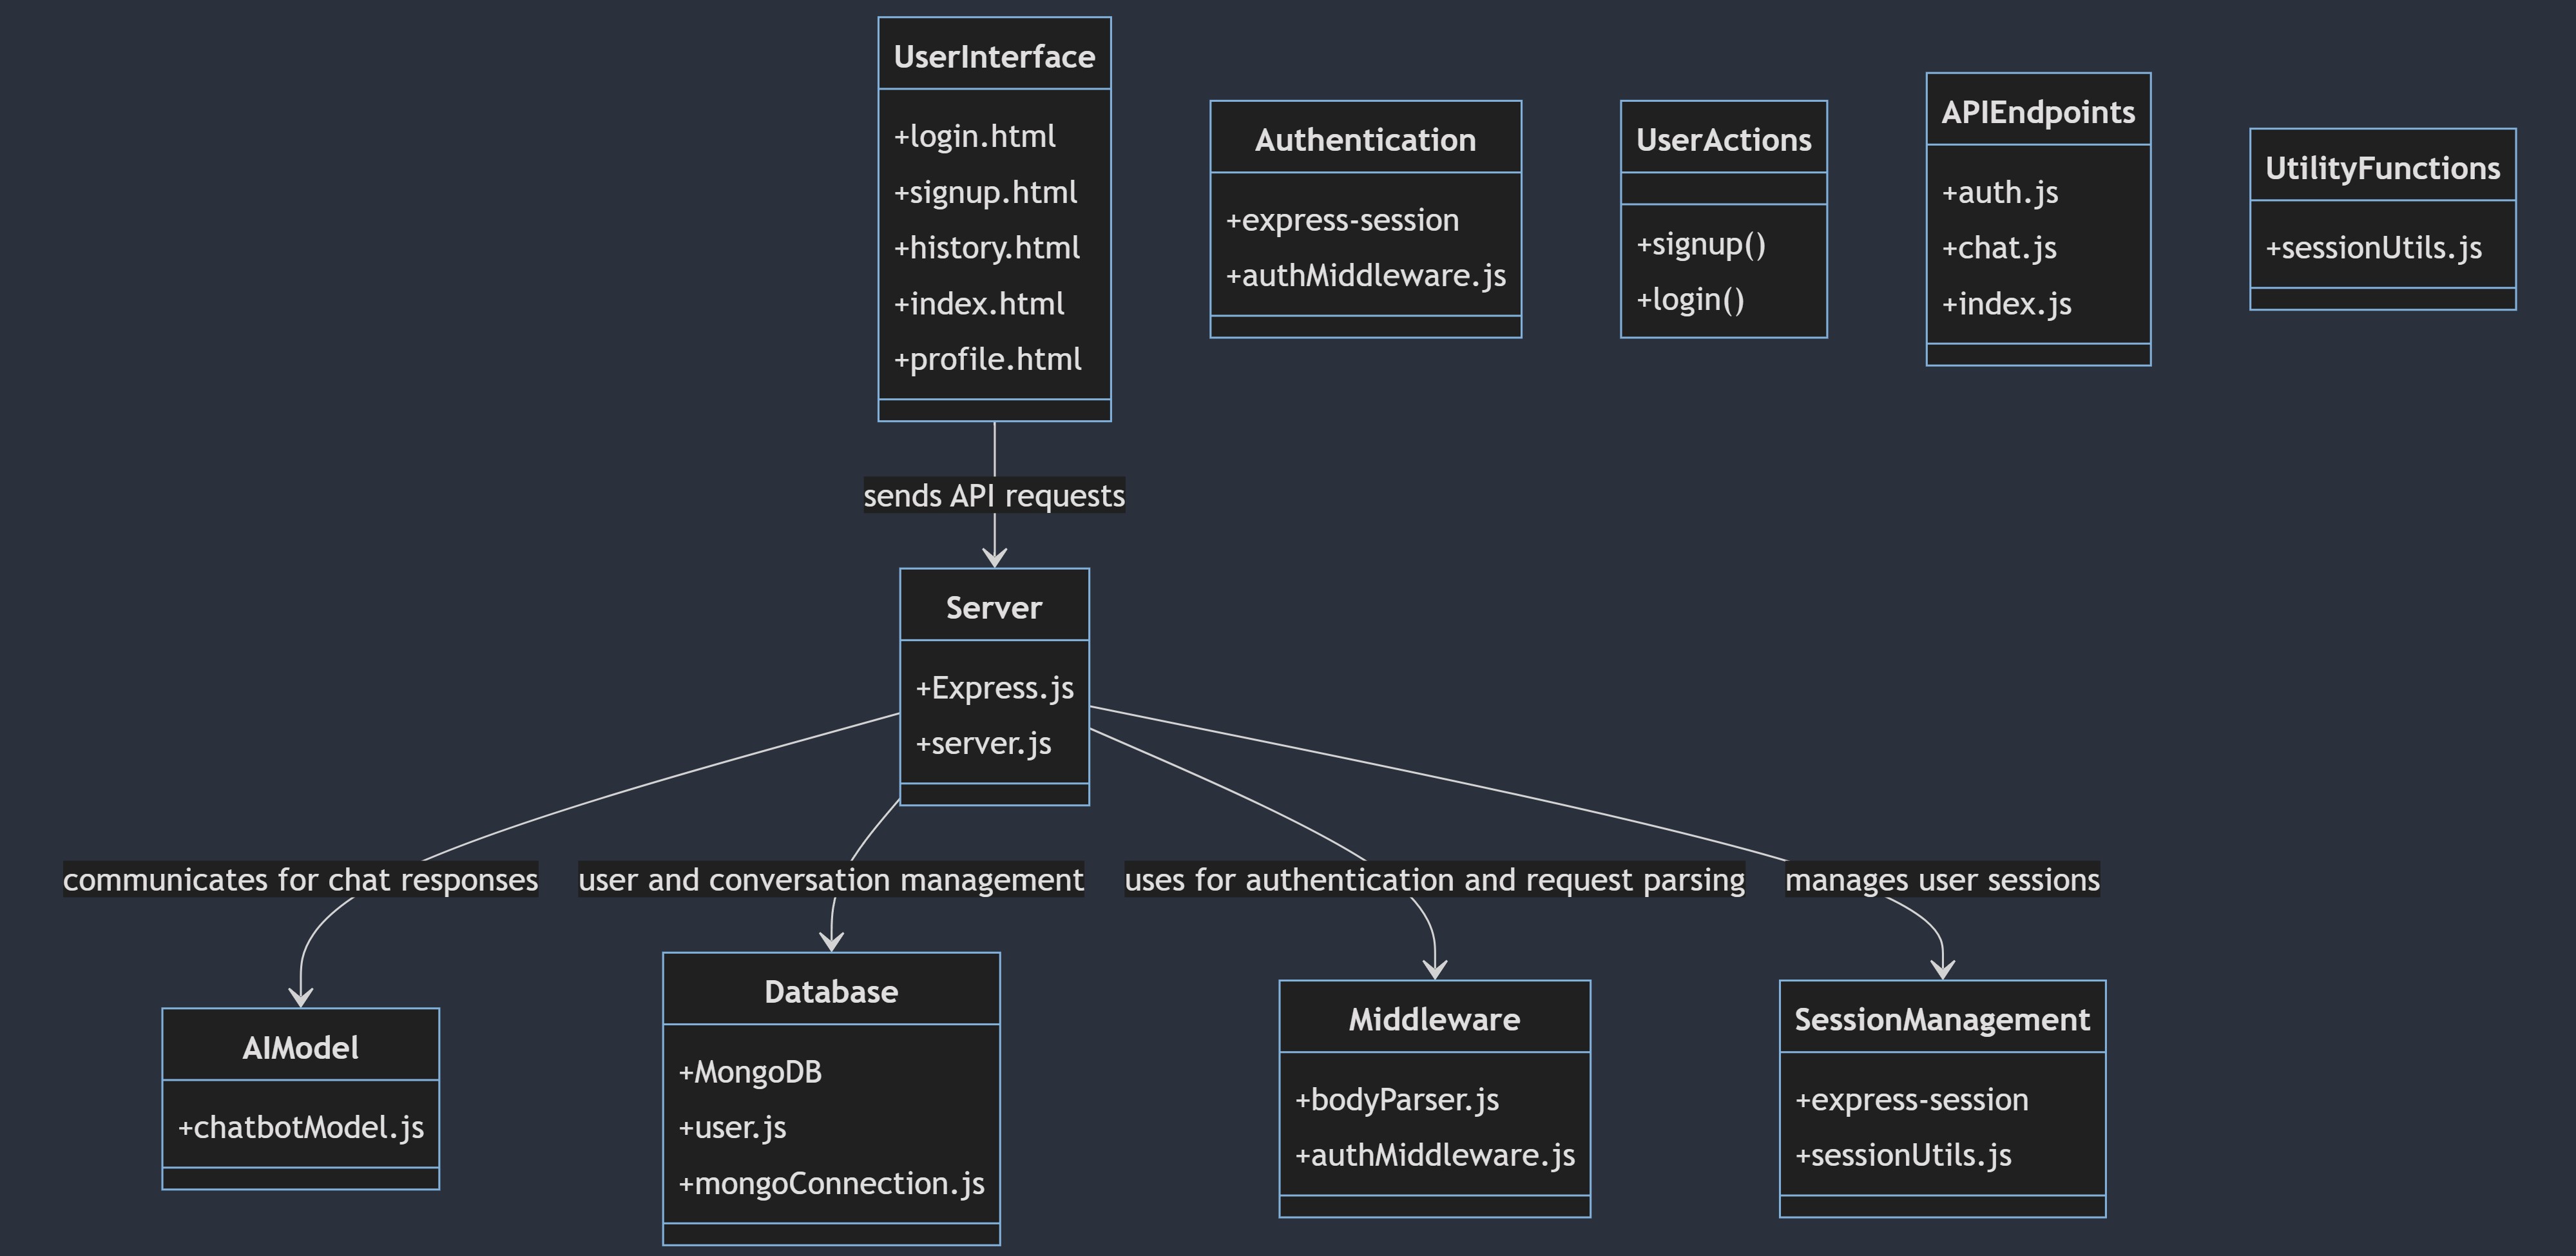 UserInterface
+login.html
+signup.html
+history.html
+index.html
+profile.html
Authentication
+express-session
+authMiddleware.js
UserActions
+signup()
+login()
APIEndpoints
+auth.js
+chat.js
+index.js
UtilityFunctions
+sessionUtils.js
sends API requests
Server
+Express.js
+server.js
communicates for chat responses
user and conversation management
uses for authentication and request parsing
manages user sessions
AIModel
+chatbotModel.js
Database
+MongoDB
+user.js
+mongoConnection.js
Middleware
+bodyParser.js
+authMiddleware.js
SessionManagement
+express-session
+sessionUtils.js